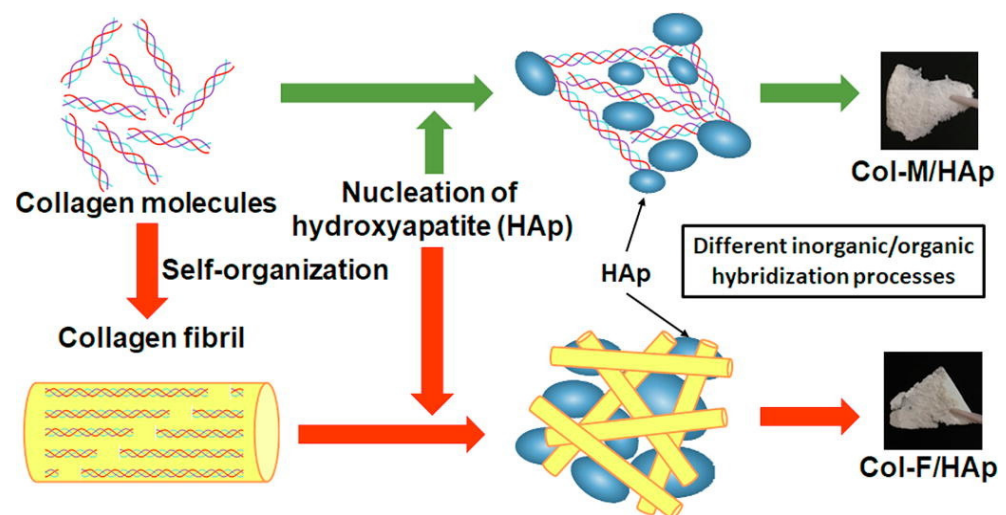 Collagen molecules
Nucleation of
hydroxyapatite (HAp)
Col-M/HAp
Self-organization
HAp
Different inorganic/organic
hybridization processes
Collagen fibril
Col-F/HAp